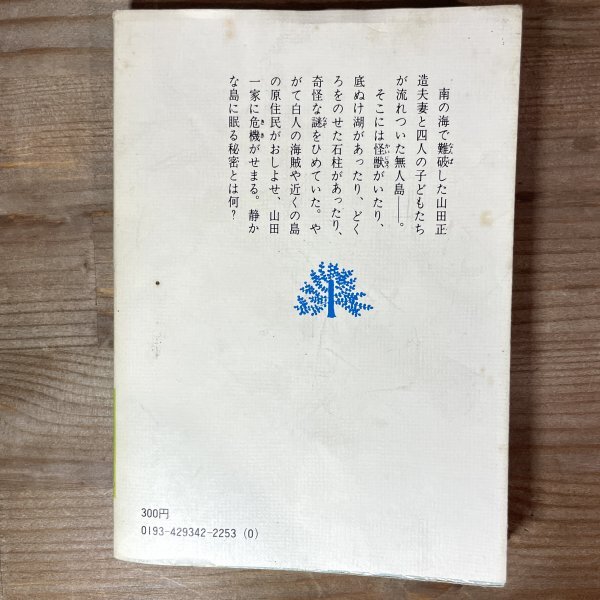 南の海で難破した山田正
造夫妻と四人の子どもたち
が流れついた無人島――。
そこには怪獣がいたり、
底ぬけ湖があったり、どく
ろをのせた石柱があったり、
奇怪な謎をひめていた。や
がて白人の海賊や近くの島
の原住民がおしよせ、山田
一家に危機がせまる。静か
な島に眠る秘密とは何？
300円
0193-429342-2253 (0)